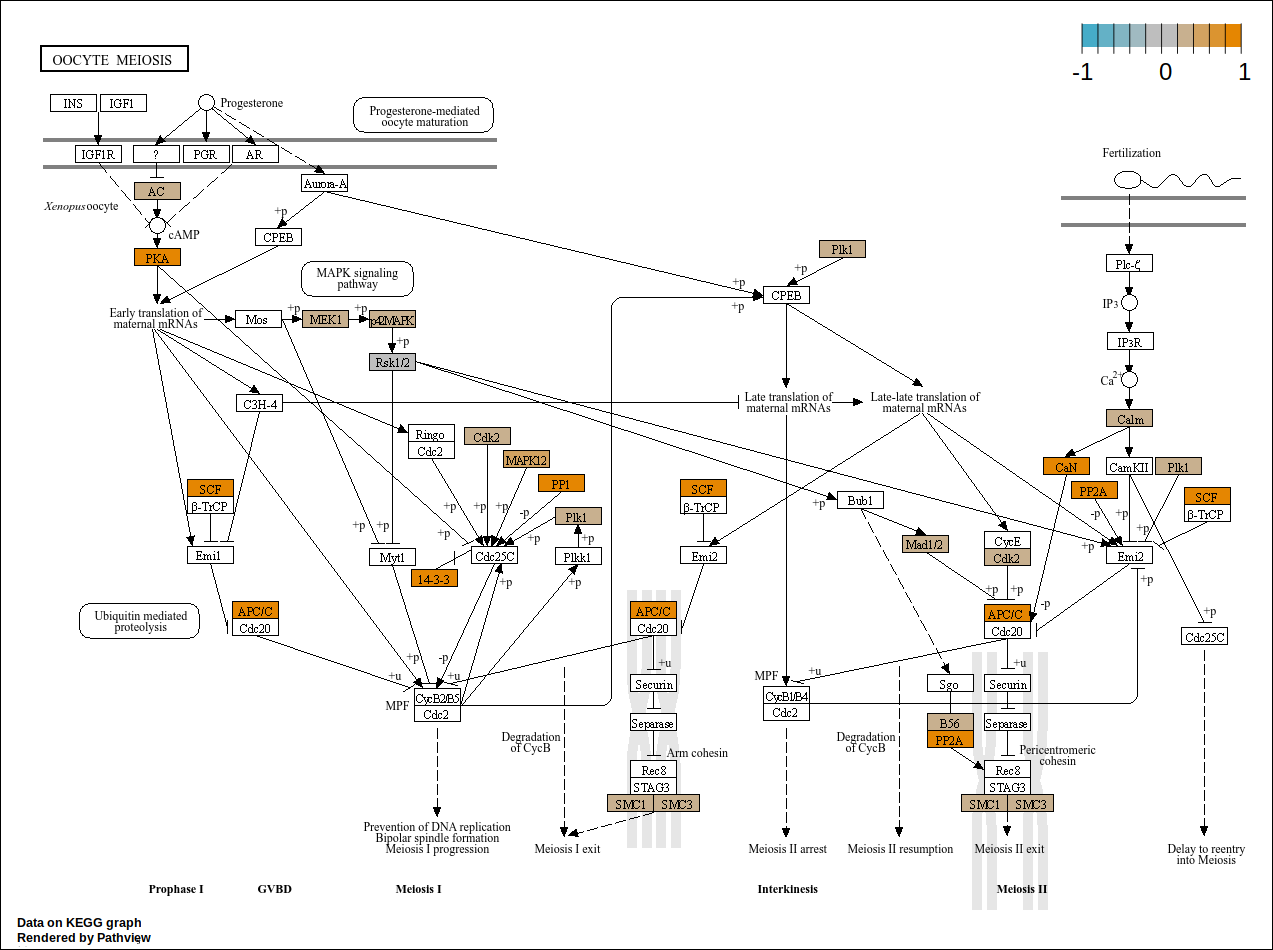 OOCYTE MEIOSIS
-1 0 1
INS IGF1
Progesterone
Progesterone-mediated
oocyte maturation
IGF1R ? PGR AR
Fertilization
AC
Aurora-A
Xenopus oocyte
cAMP
+p
CPEB
PKA
Plk1
+p
Plc-ζ
MAPK signaling
pathway
+p
+p
CPEB
IP3
Early translation of
maternal mRNAs
Mos
+p
MEK1
+p
p42MAPK
+p
IP3R
Rsk1/2
Ca2+
C3H-4
Late translation of
maternal mRNAs
Late-late translation of
maternal mRNAs
Calm
Ringo
Cdc2
Cdk2
MAPK12
PP1
CaN
CamKII
Plk1
SCF
β-TrCP
SCF
β-TrCP
PP2A
SCF
β-TrCP
+p
Bub1
+p +p +p -p
Plk1
-p +p
+p +p
+p
+p
+p
Emi1
Myt1
Cdc25C
Plkk1
Emi2
Mad1/2
CycE
Cdk2
+p
Emi2
14-3-3
+p
+p
+p +p
+p
Ubiquitin mediated
proteolysis
APC/C
Cdc20
APC/C
Cdc20
APC/C
Cdc20
-p
+p
Cdc25C
+p -p
+u +u
+u
+u
+u
MPF
CycB2/B5
Cdc2
Securin
MPF
CycB1/B4
Cdc2
Sgo
Securin
Separase
B56
PP2A
Separase
Degradation
of CycB
Arm cohesin
Degradation
of CycB
Pericentromeric
cohesin
Rec8
STAG3
SMC1 SMC3
Rec8
STAG3
SMC1 SMC3
Prevention of DNA replication
Bipolar spindle formation
Meiosis I progression
Meiosis I exit
Meiosis II arrest
Meiosis II resumption
Meiosis II exit
Delay to reentry
into Meiosis
Prophase I GVBD Meiosis I Interkinesis Meiosis II
Data on KEGG graph
Rendered by Pathview